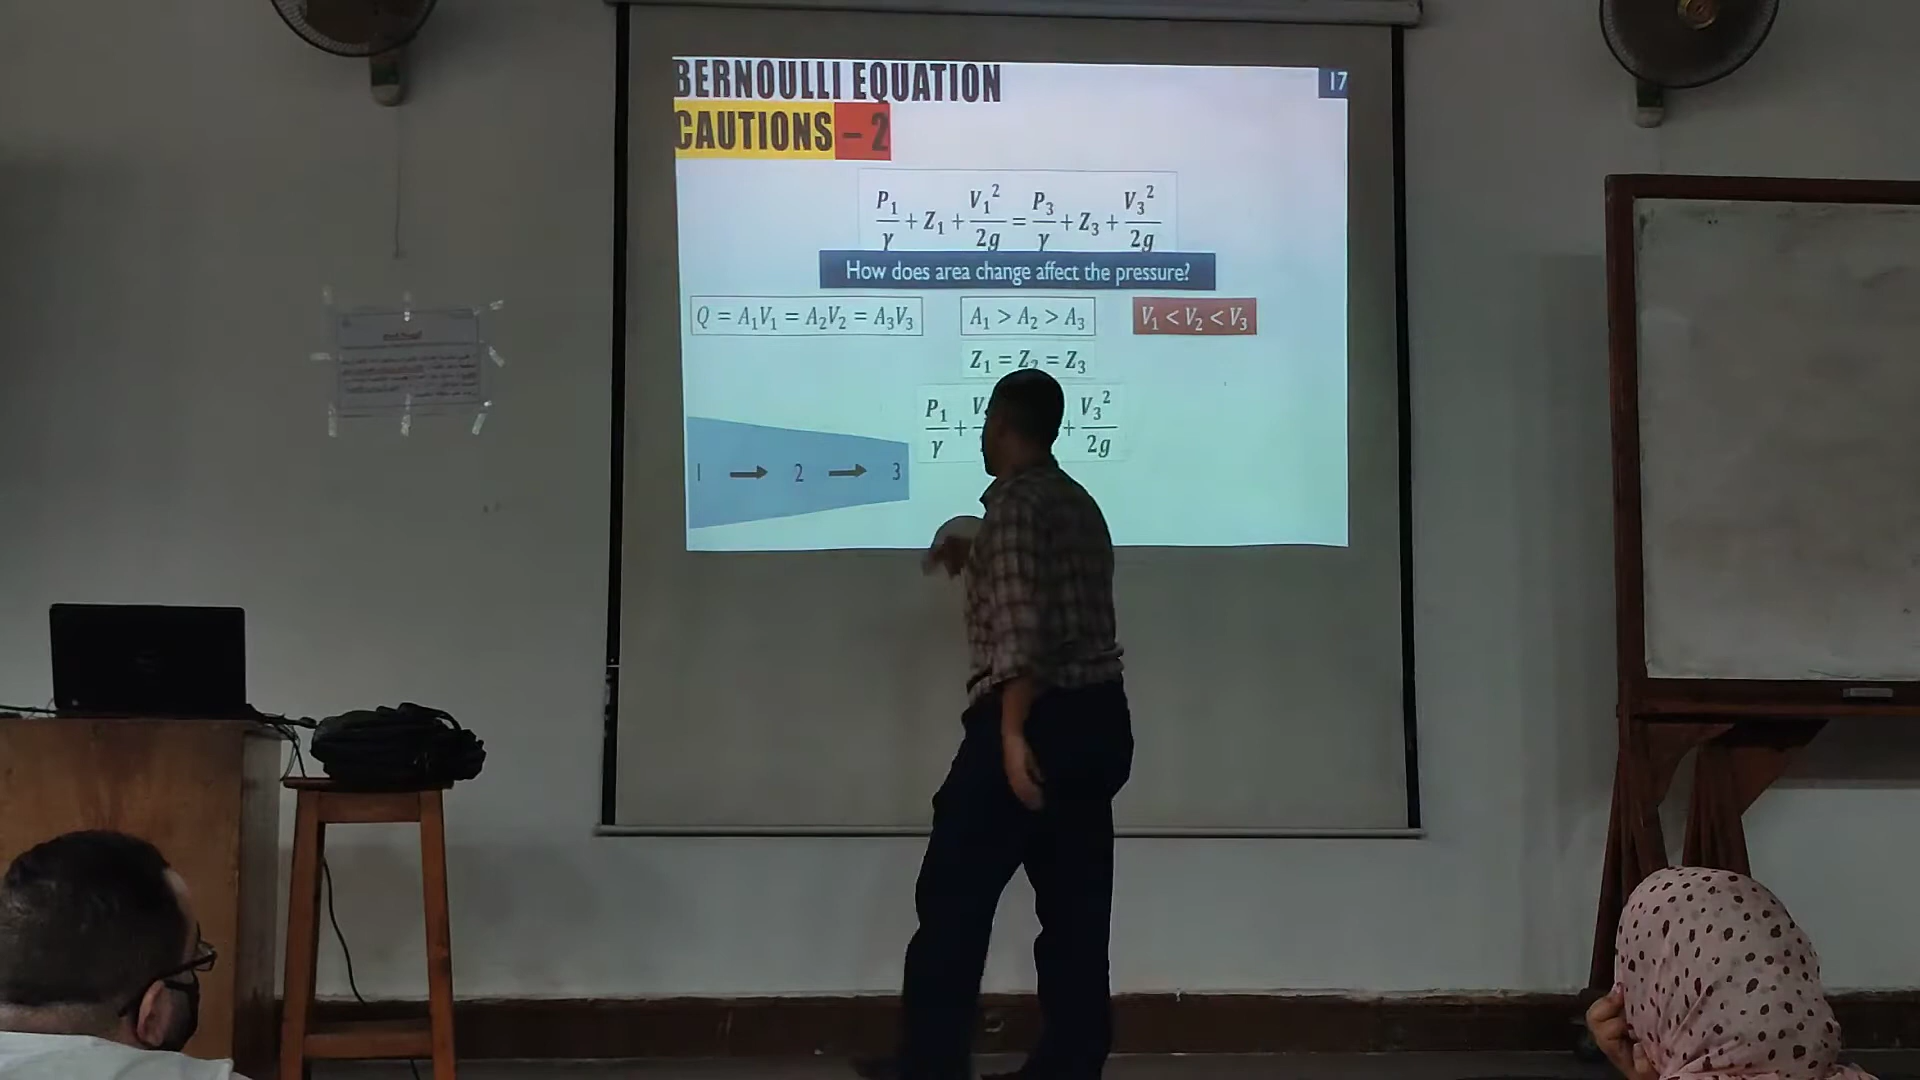 BERNOULLI EQUATION
17
CAUTIONS – 2
P₁/γ + Z₁ + V₁²/2g = P₃/γ + Z₃ + V₃²/2g
How does area change affect the pressure?
Q = A₁V₁ = A₂V₂ = A₃V₃
A₁ > A₂ > A₃
V₁ < V₂ < V₃
Z₁ = Z₂ = Z₃
P₁/γ + V + V₃²/2g
1 → 2 → 3